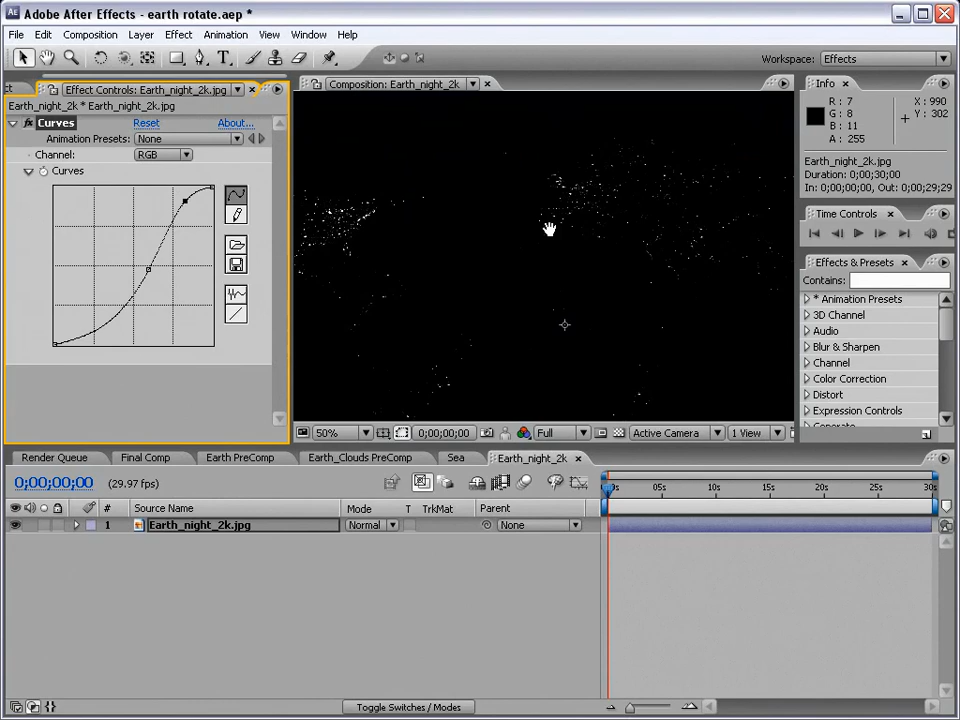 Adobe After Effects - earth rotate.aep *
File Edit Composition Layer Effect Animation View Window Help
Workspace: Effects
Effect Controls: Earth_night_2k.jpg
Composition: Earth_night_2k
Info
Earth_night_2k.jpg * Earth_night_2k.jpg
Curves Reset About...
Animation Presets: None
Channel: RGB
Curves
R: 7
G: 8
B: 11
A: 255
X: 990
Y: 302
Earth_night_2k.jpg
Duration: 0;00;30;00
In: 0;00;00;00, Out: 0;00;29;29
Time Controls
Effects & Presets
Contains:
* Animation Presets
3D Channel
Audio
Blur & Sharpen
Channel
Color Correction
Distort
Expression Controls
50% 0;00;00;00 Full Active Camera 1 View
Render Queue Final Comp Earth PreComp Earth_Clouds PreComp Sea Earth_night_2k
0;00;00;00 (29.97 fps)
05s 10s 15s 20s 25s 30s
# Source Name Mode T TrkMat Parent
1 Earth_night_2k.jpg Normal None
Toggle Switches / Modes